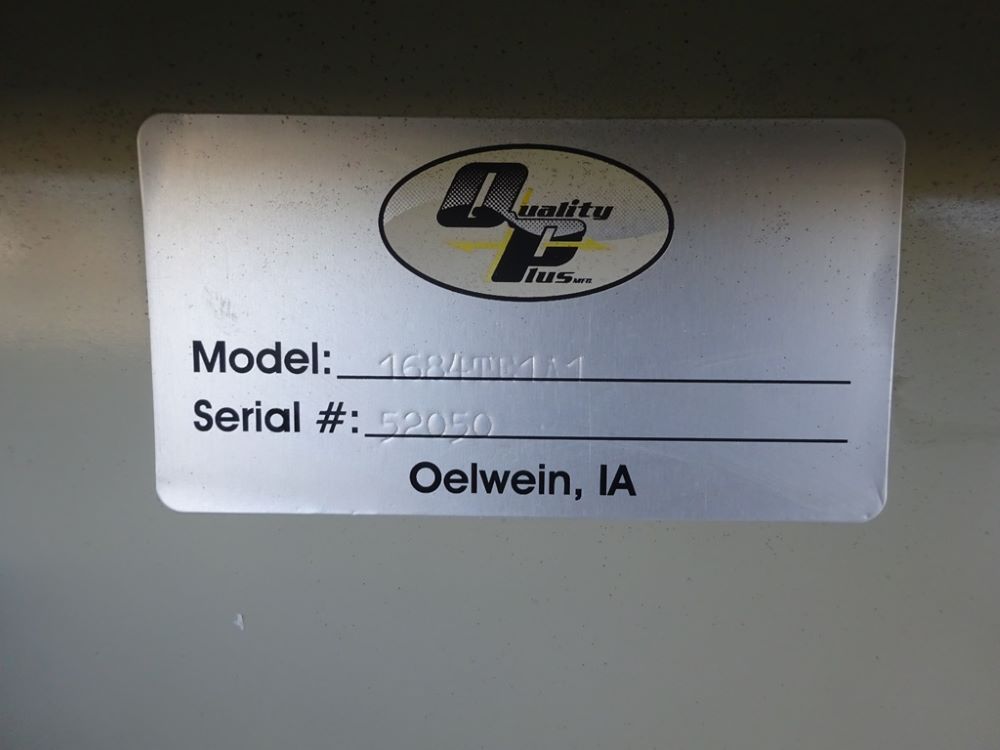 Quality
Plus MFG.
Model: 1684TE1A1
Serial #: 52050
Oelwein, IA